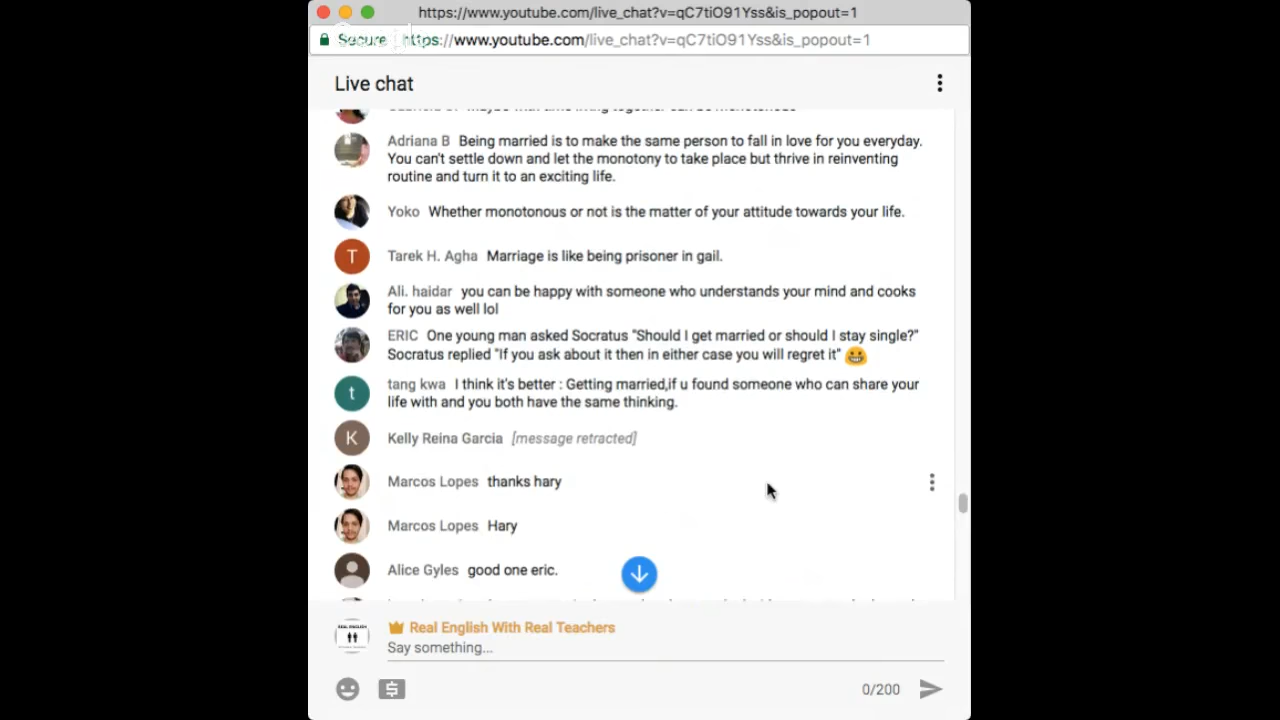 https://www.youtube.com/live_chat?v=qC7tiO91Yss&is_popout=1
Secure https://www.youtube.com/live_chat?v=qC7tiO91Yss&is_popout=1
Live chat
Adriana B Being married is to make the same person to fall in love for you everyday.
You can't settle down and let the monotony to take place but thrive in reinventing
routine and turn it to an exciting life.
Yoko Whether monotonous or not is the matter of your attitude towards your life.
T Tarek H. Agha Marriage is like being prisoner in gail.
Ali. haidar you can be happy with someone who understands your mind and cooks
for you as well lol
ERIC One young man asked Socratus "Should I get married or should I stay single?"
Socratus replied "If you ask about it then in either case you will regret it"
t tang kwa I think it's better : Getting married,if u found someone who can share your
life with and you both have the same thinking.
K Kelly Reina Garcia [message retracted]
Marcos Lopes thanks hary
Marcos Lopes Hary
Alice Gyles good one eric.
REAL ENGLISH Real English With Real Teachers
Say something...
0/200